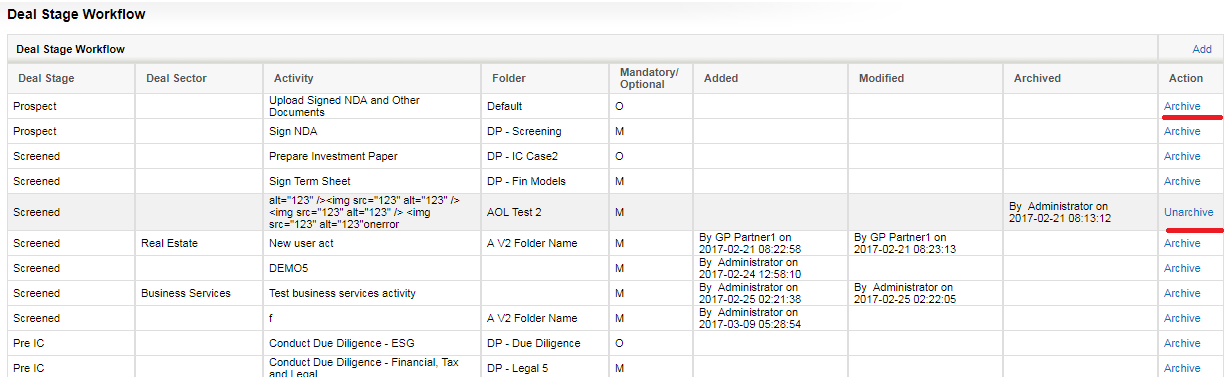 Deal Stage Workflow
Deal Stage Workflow Add
Deal Stage Deal Sector Activity Folder Mandatory/ Optional Added Modified Archived Action
Prospect Upload Signed NDA and Other Documents Default O Archive
Prospect Sign NDA DP - Screening M Archive
Screened Prepare Investment Paper DP - IC Case2 O Archive
Screened Sign Term Sheet DP - Fin Models M Archive
Screened alt="123" /><img src="123" alt="123" /> <img src="123" alt="123" /> <img src="123" alt="123"onerror AOL Test 2 M By Administrator on 2017-02-21 08:13:12 Unarchive
Screened Real Estate New user act A V2 Folder Name M By GP Partner1 on 2017-02-21 08:22:58 By GP Partner1 on 2017-02-21 08:23:13 Archive
Screened DEMO5 M By Administrator on 2017-02-24 12:58:10 Archive
Screened Business Services Test business services activity M By Administrator on 2017-02-25 02:21:38 By Administrator on 2017-02-25 02:22:05 Archive
Screened f A V2 Folder Name M By Administrator on 2017-03-09 05:28:54 Archive
Pre IC Conduct Due Diligence - ESG DP - Due Diligence O Archive
Pre IC Conduct Due Diligence - Financial, Tax and Legal DP - Legal 5 M Archive